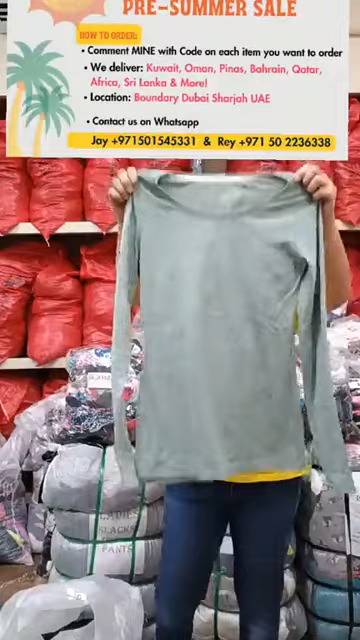 PRE-SUMMER SALE
HOW TO ORDER:
• Comment MINE with Code on each item you want to order
• We deliver: Kuwait, Oman, Pinas, Bahrain, Qatar,
Africa, Sri Lanka & More!
• Location: Boundary Dubai Sharjah UAE
• Contact us on Whatsapp
Jay +971501545331 & Rey +971 50 2236338
LADIES
SLACKS
PANTS